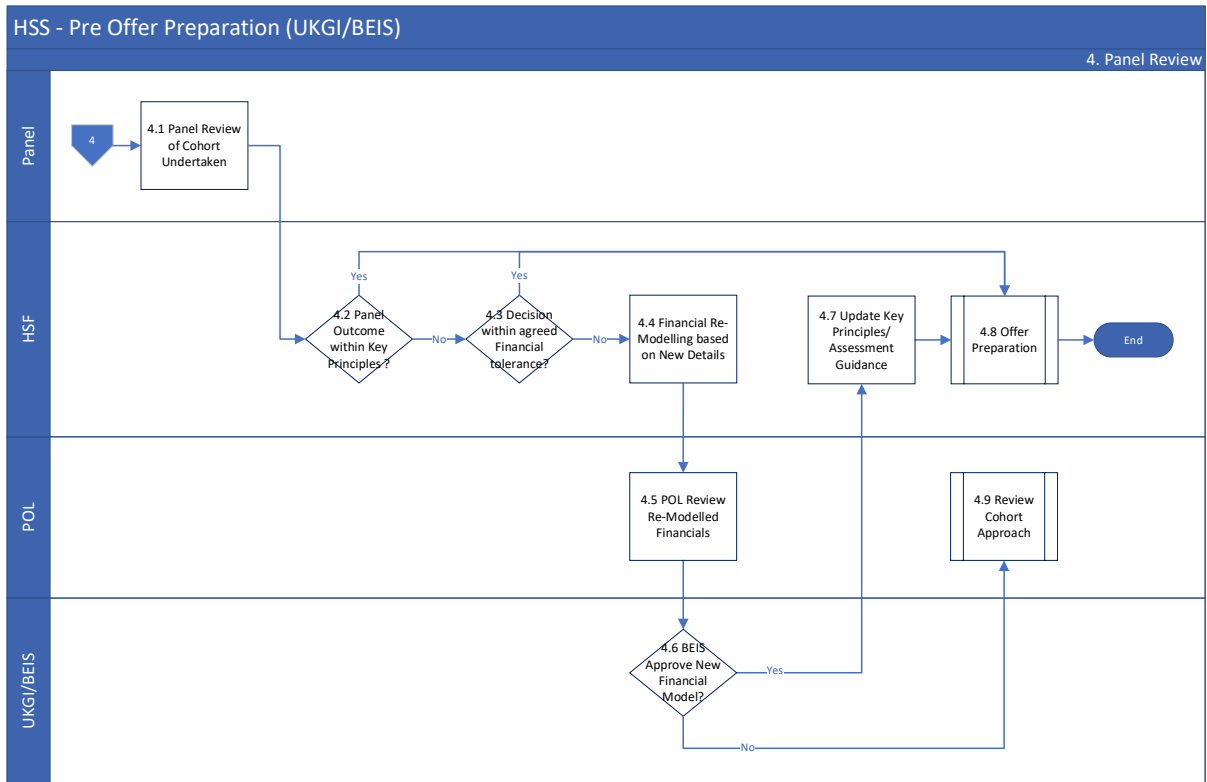 HSS - Pre Offer Preparation (UKGI/BEIS)
4. Panel Review
Panel
4
4.1 Panel Review
of Cohort
Undertaken
HSF
Yes
Yes
4.2 Panel
Outcome
within Key
Principles ?
No
4.3 Decision
within agreed
Financial
tolerance?
No
4.4 Financial Re-
Modelling based
on New Details
4.7 Update Key
Principles/
Assessment
Guidance
4.8 Offer
Preparation
End
POL
4.5 POL Review
Re-Modelled
Financials
4.9 Review
Cohort
Approach
UKGI/BEIS
4.6 BEIS
Approve New
Financial
Model?
Yes
No